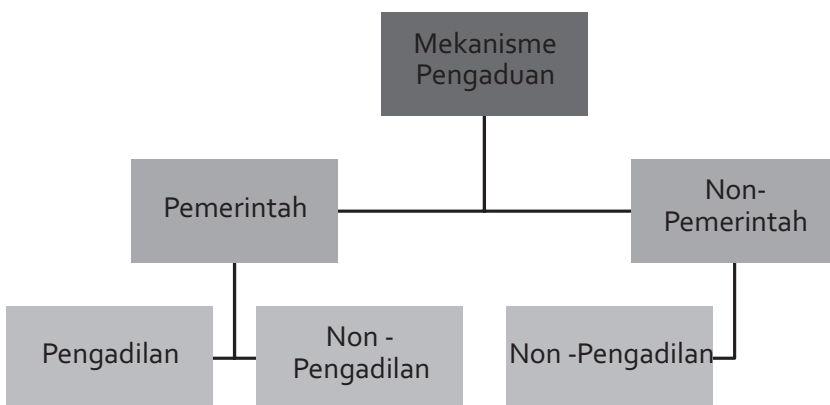 Mekanisme
Pengaduan
Pemerintah
Non-
Pemerintah
Pengadilan
Non -
Pengadilan
Non -Pengadilan